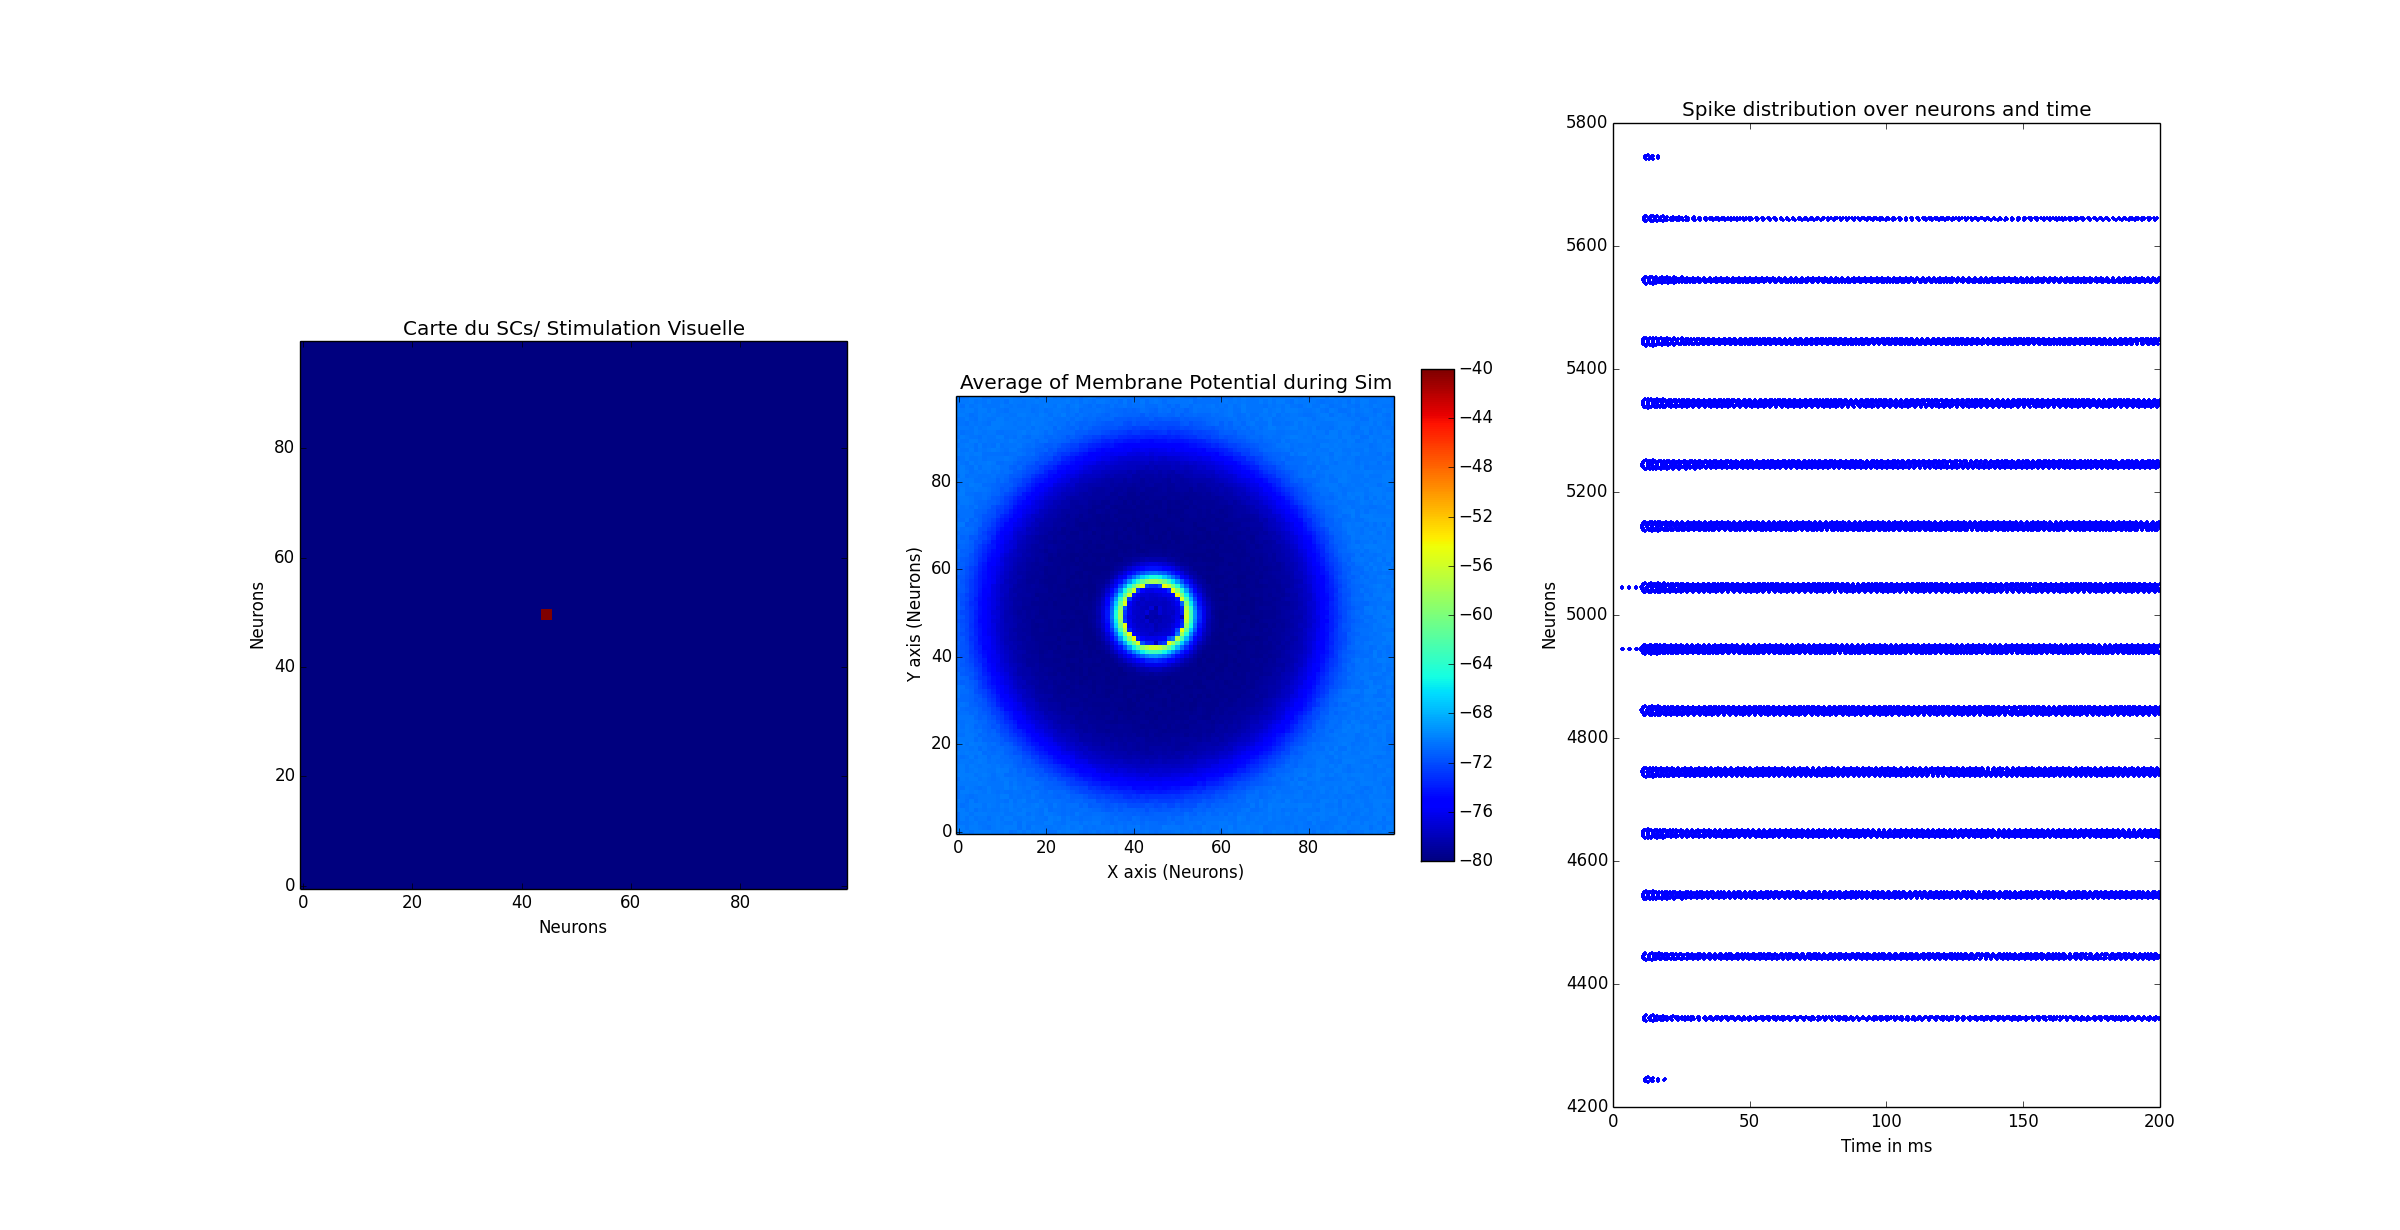 Carte du SCs/ Stimulation Visuelle
80
60
40
20
0
Neurons
0 20 40 60 80
Neurons
Average of Membrane Potential during Sim
80
60
40
20
0
Y axis (Neurons)
0 20 40 60 80
X axis (Neurons)
−40
−44
−48
−52
−56
−60
−64
−68
−72
−76
−80
Spike distribution over neurons and time
5800
5600
5400
5200
5000
4800
4600
4400
4200
Neurons
0 50 100 150 200
Time in ms